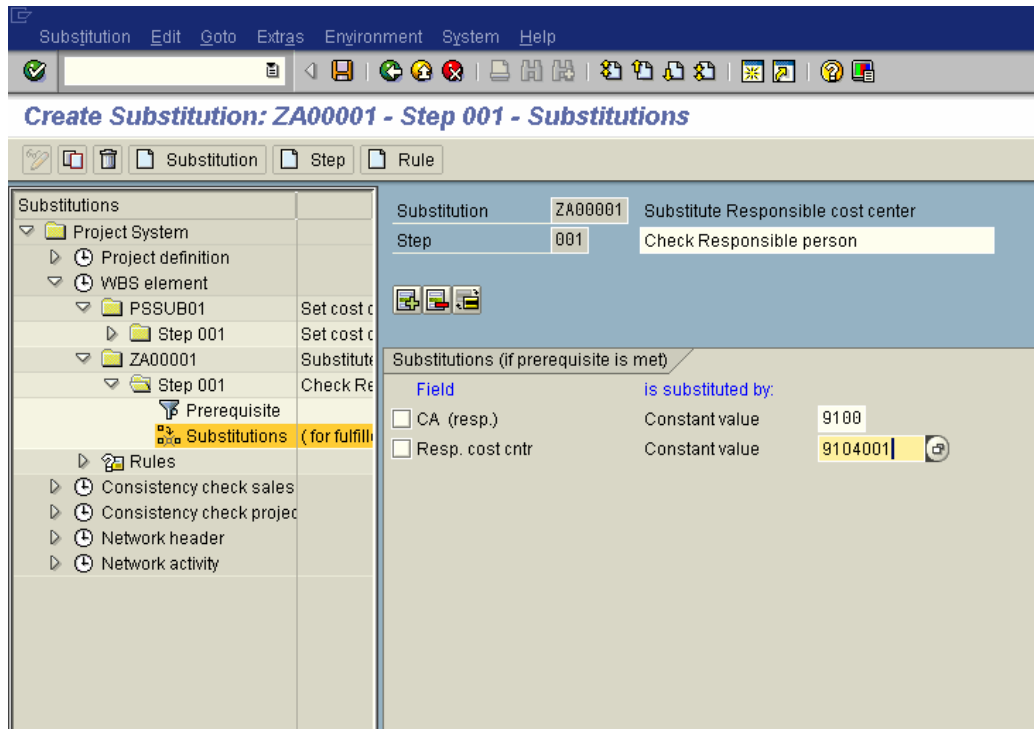 Substitution Edit Goto Extras Environment System Help
Create Substitution: ZA00001 - Step 001 - Substitutions
Substitution Step Rule
Substitutions
Project System
Project definition
WBS element
PSSUB01 Set cost c
Step 001 Set cost c
ZA00001 Substitute
Step 001 Check Re
Prerequisite
Substitutions ( for fulfill
Rules
Consistency check sales
Consistency check projec
Network header
Network activity
Substitution ZA00001 Substitute Responsible cost center
Step 001 Check Responsible person
Substitutions (if prerequisite is met)
Field is substituted by:
CA (resp.) Constant value 9100
Resp. cost cntr Constant value 9104001